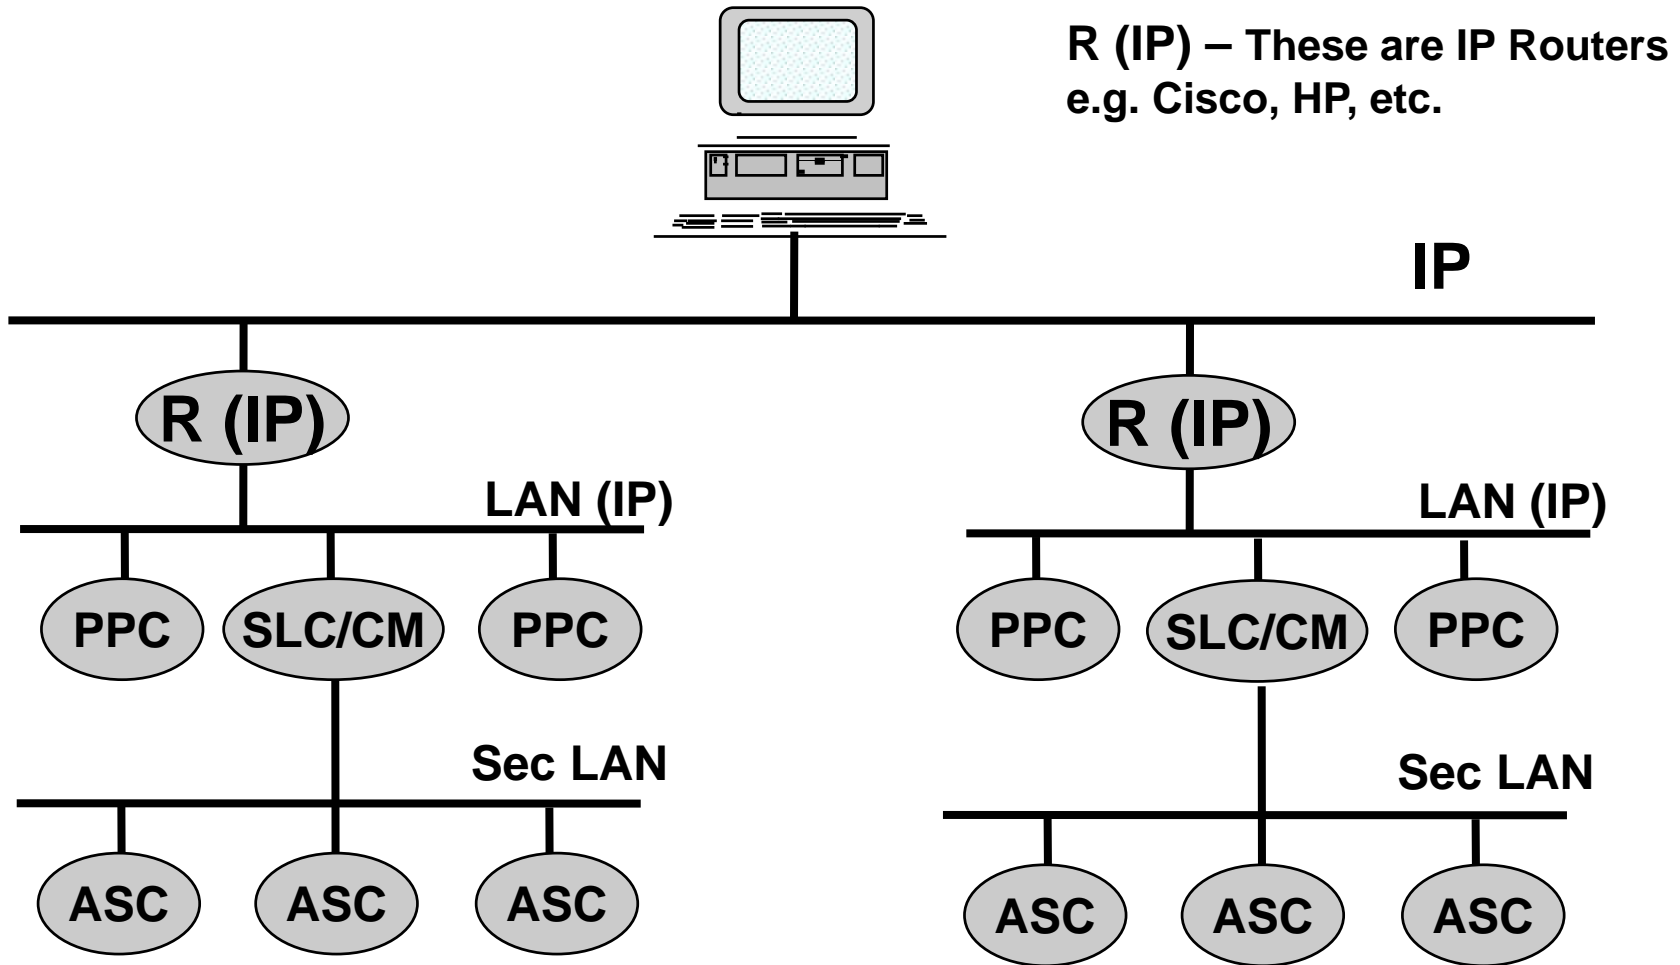 R (IP) – These are IP Routers
e.g. Cisco, HP, etc.
IP
R (IP)
R (IP)
LAN (IP)
LAN (IP)
PPC
SLC/CM
PPC
PPC
SLC/CM
PPC
Sec LAN
Sec LAN
ASC
ASC
ASC
ASC
ASC
ASC